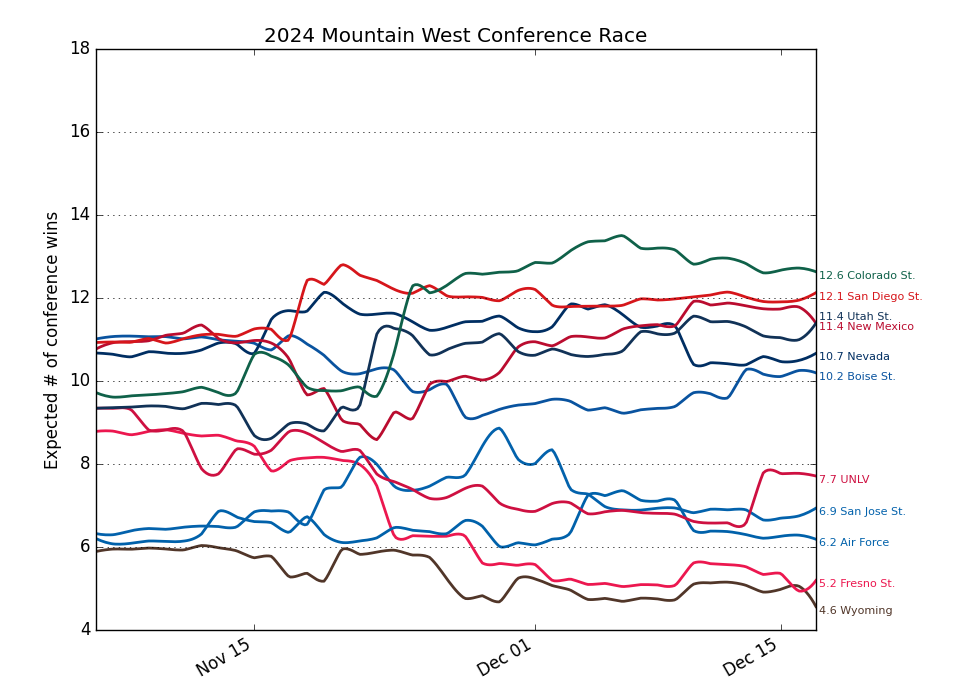 2024 Mountain West Conference Race
Expected # of conference wins
18
16
14
12
10
8
6
4
Nov 15
Dec 01
Dec 15
12.6 Colorado St.
12.1 San Diego St.
11.4 Utah St.
11.4 New Mexico
10.7 Nevada
10.2 Boise St.
7.7 UNLV
6.9 San Jose St.
6.2 Air Force
5.2 Fresno St.
4.6 Wyoming